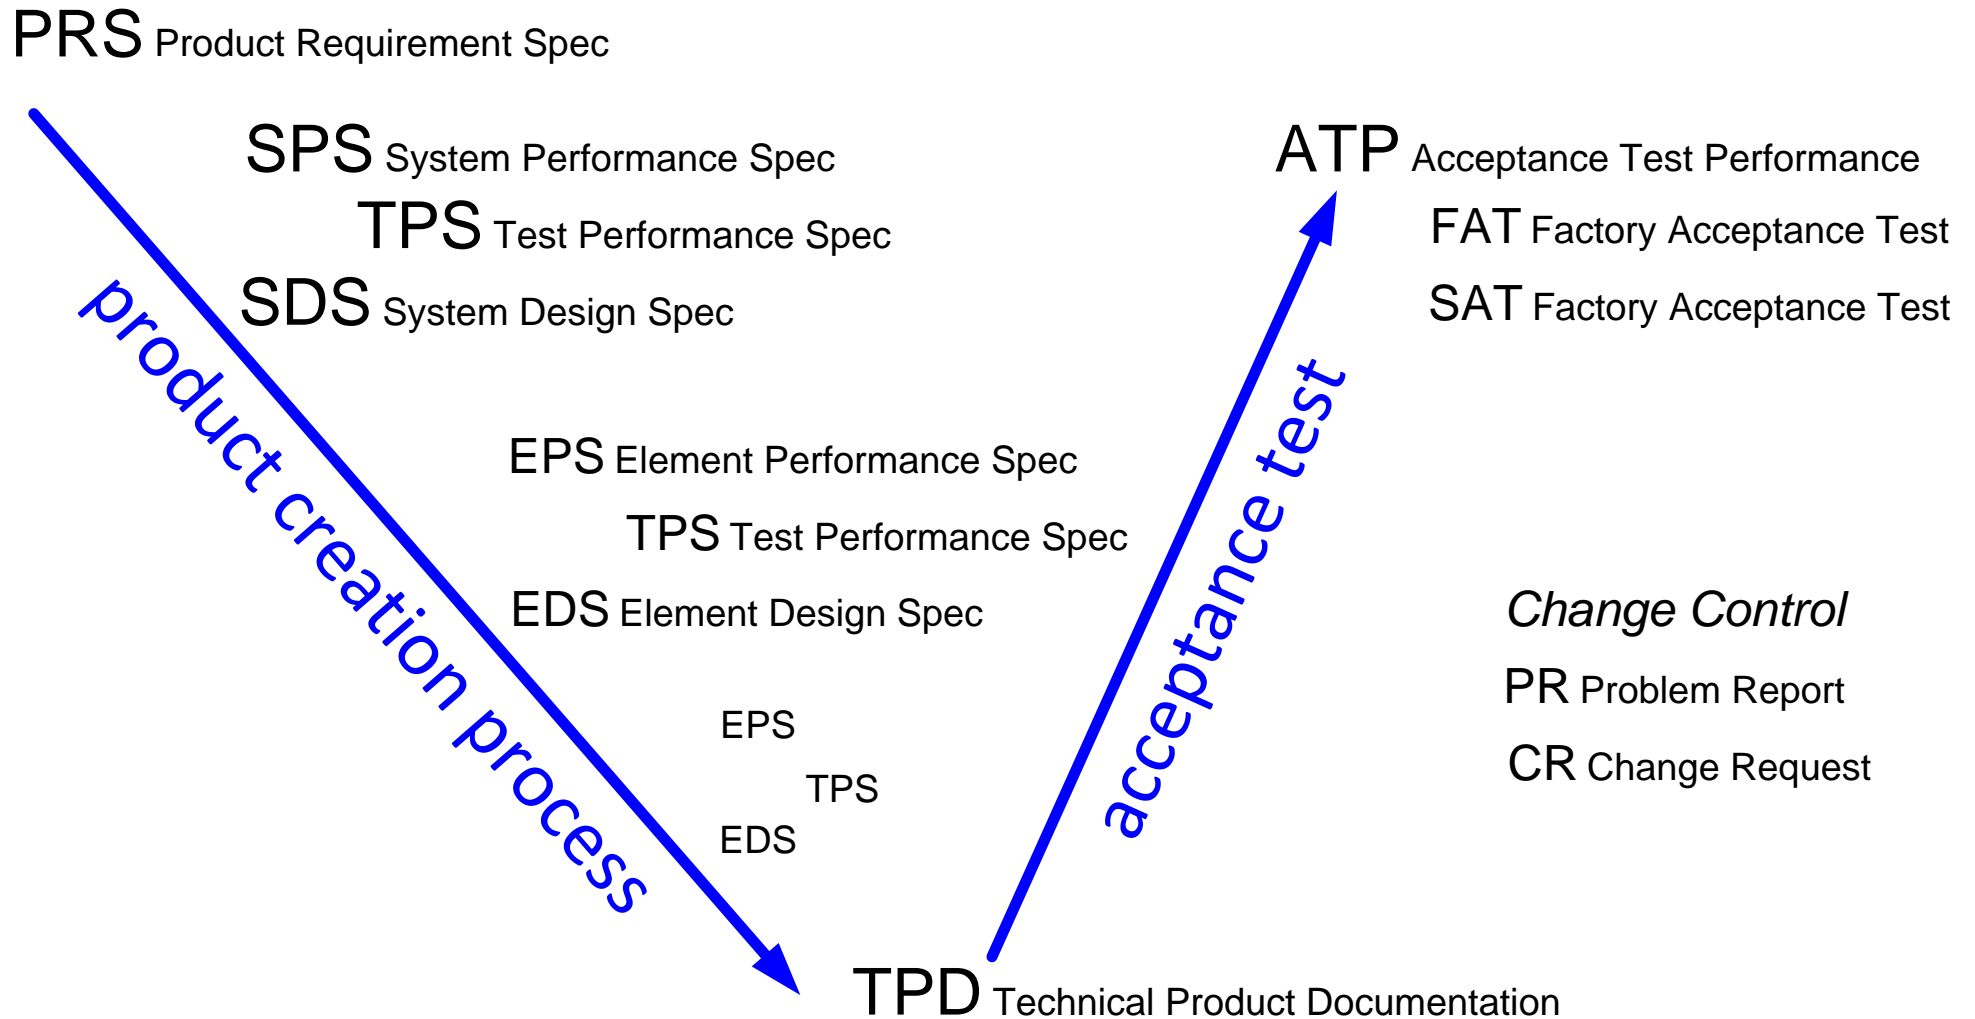 PRS Product Requirement Spec
SPS System Performance Spec
TPS Test Performance Spec
SDS System Design Spec
EPS Element Performance Spec
TPS Test Performance Spec
EDS Element Design Spec
EPS
TPS
EDS
product creation process
TPD Technical Product Documentation
acceptance test
ATP Acceptance Test Performance
FAT Factory Acceptance Test
SAT Factory Acceptance Test
Change Control
PR Problem Report
CR Change Request